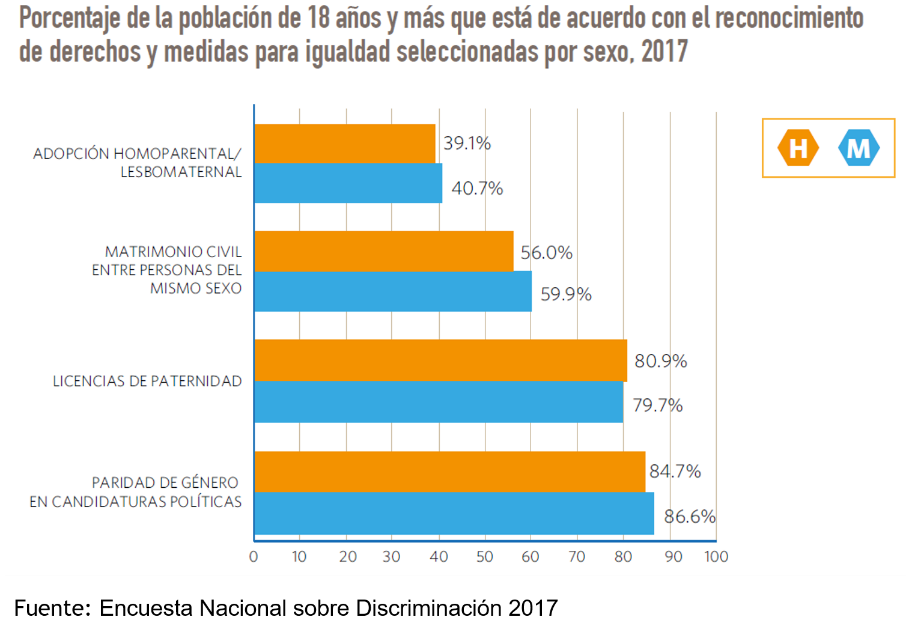 Porcentaje de la población de 18 años y más que está de acuerdo con el reconocimiento
de derechos y medidas para igualdad seleccionadas por sexo, 2017
H M
ADOPCIÓN HOMOPARENTAL/
LESBOMATERNAL
39.1%
40.7%
MATRIMONIO CIVIL
ENTRE PERSONAS DEL
MISMO SEXO
56.0%
59.9%
LICENCIAS DE PATERNIDAD
80.9%
79.7%
PARIDAD DE GÉNERO
EN CANDIDATURAS POLÍTICAS
84.7%
86.6%
0 10 20 30 40 50 60 70 80 90 100
Fuente: Encuesta Nacional sobre Discriminación 2017